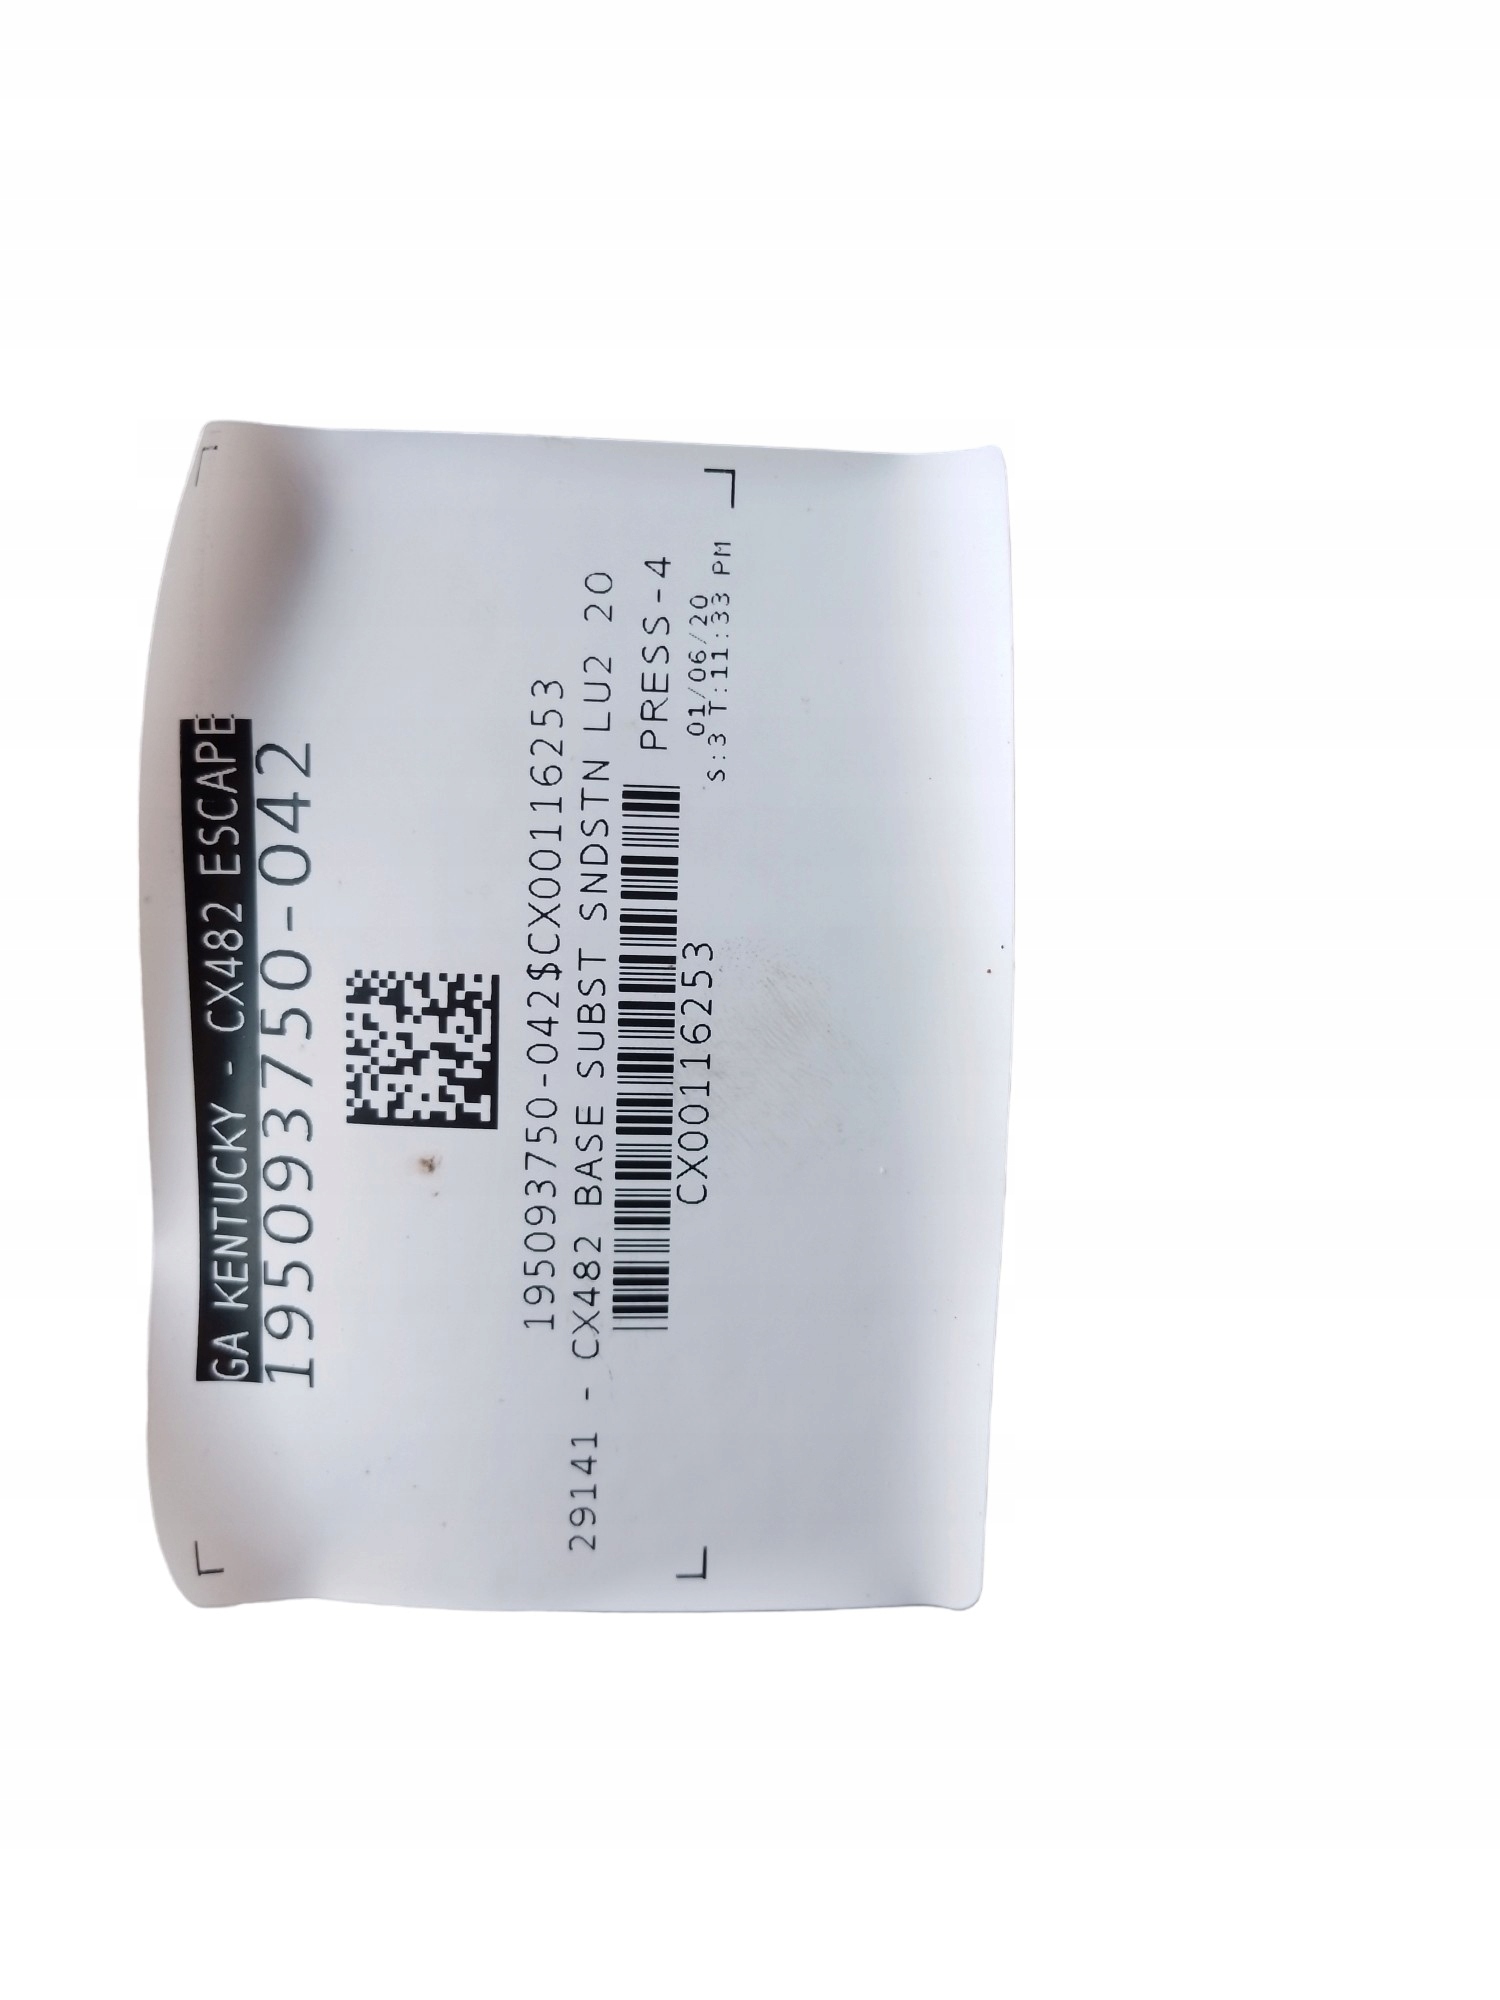 GA KENTUCKY - CX482 ESCAPE
195093750-042
195093750-042$CX00116253
29141 - CX482 BASE SUBST SNDSTN LU2 20
PRESS-4
CX00116253
01/06/20
S:3 T:11:33 PM